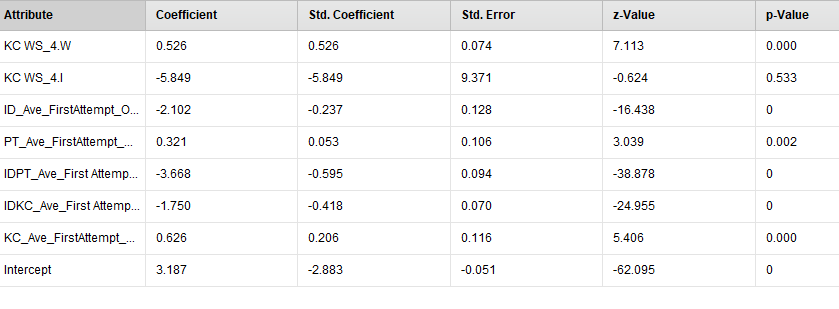 Attribute Coefficient Std. Coefficient Std. Error z-Value p-Value
KC WS_4.W 0.526 0.526 0.074 7.113 0.000
KC WS_4.I -5.849 -5.849 9.371 -0.624 0.533
ID_Ave_FirstAttempt_O... -2.102 -0.237 0.128 -16.438 0
PT_Ave_FirstAttempt_... 0.321 0.053 0.106 3.039 0.002
IDPT_Ave_First Attemp... -3.668 -0.595 0.094 -38.878 0
IDKC_Ave_First Attemp... -1.750 -0.418 0.070 -24.955 0
KC_Ave_FirstAttempt_... 0.626 0.206 0.116 5.406 0.000
Intercept 3.187 -2.883 -0.051 -62.095 0